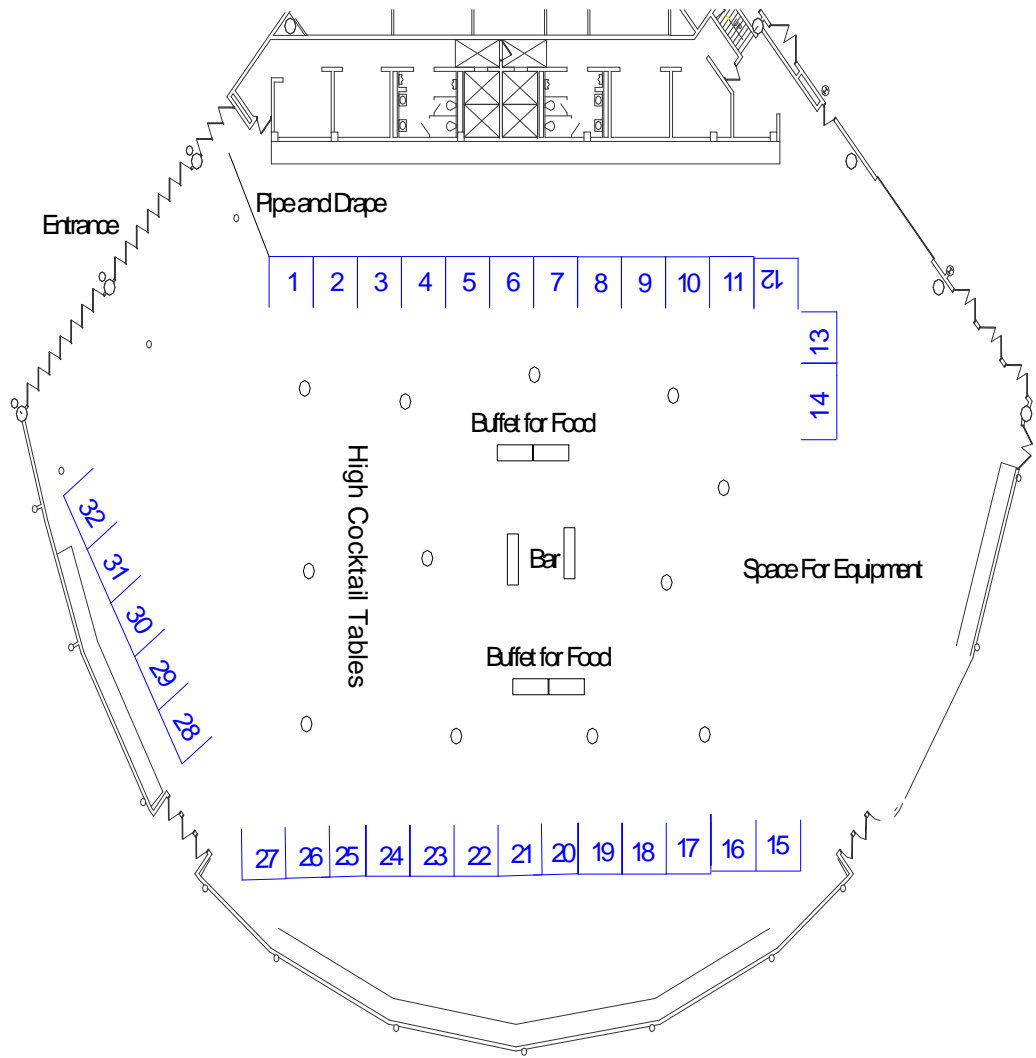 Pipe and Drape
Entrance
1 2 3 4 5 6 7 8 9 10 11 12
13
14
Buffet for Food
High Cocktail Tables
Bar
Space For Equipment
Buffet for Food
32
31
30
29
28
27 26 25 24 23 22 21 20 19 18 17 16 15